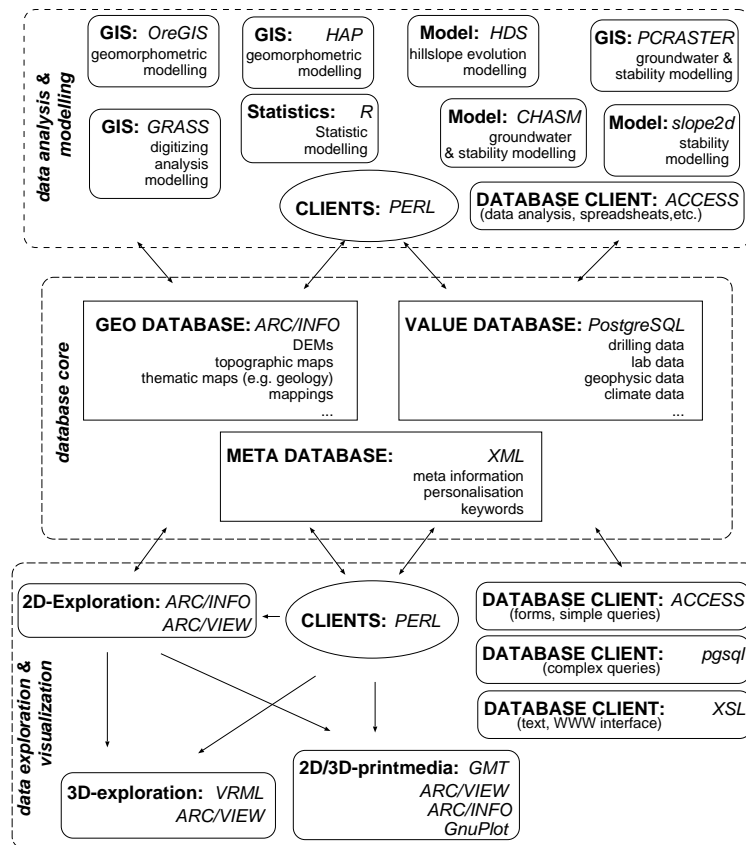 data analysis &
modelling
GIS: OreGIS
geomorphometric
modelling
GIS: HAP
geomorphometric
modelling
Model: HDS
hillslope evolution
modelling
GIS: PCRASTER
groundwater &
stability modelling
GIS: GRASS
digitizing
analysis
modelling
Statistics: R
Statistic
modelling
Model: CHASM
groundwater
& stability modelling
Model: slope2d
stability
modelling
CLIENTS: PERL
DATABASE CLIENT: ACCESS
(data analysis, spreadsheats,etc.)
database core
GEO DATABASE: ARC/INFO
DEMs
topographic maps
thematic maps (e.g. geology)
mappings
...
VALUE DATABASE: PostgreSQL
drilling data
lab data
geophysic data
climate data
...
META DATABASE: XML
meta information
personalisation
keywords
data exploration &
visualization
2D-Exploration: ARC/INFO
ARC/VIEW
CLIENTS: PERL
DATABASE CLIENT: ACCESS
(forms, simple queries)
DATABASE CLIENT: pgsql
(complex queries)
DATABASE CLIENT: XSL
(text, WWW interface)
3D-exploration: VRML
ARC/VIEW
2D/3D-printmedia: GMT
ARC/VIEW
ARC/INFO
GnuPlot